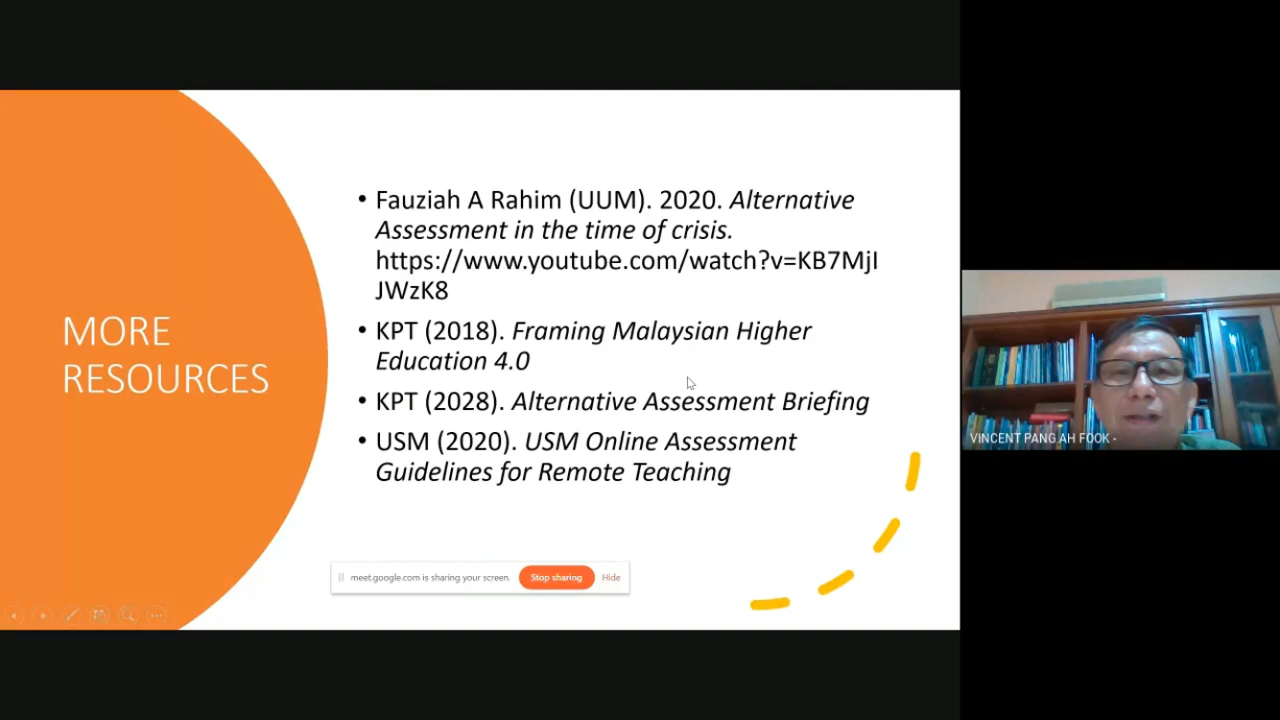 MORE
RESOURCES
• Fauziah A Rahim (UUM). 2020. Alternative
Assessment in the time of crisis.
https://www.youtube.com/watch?v=KB7MjI
JWzK8
• KPT (2018). Framing Malaysian Higher
Education 4.0
• KPT (2028). Alternative Assessment Briefing
• USM (2020). USM Online Assessment
Guidelines for Remote Teaching
meet.google.com is sharing your screen.
Stop sharing
Hide
VINCENT PANG AH FOOK -